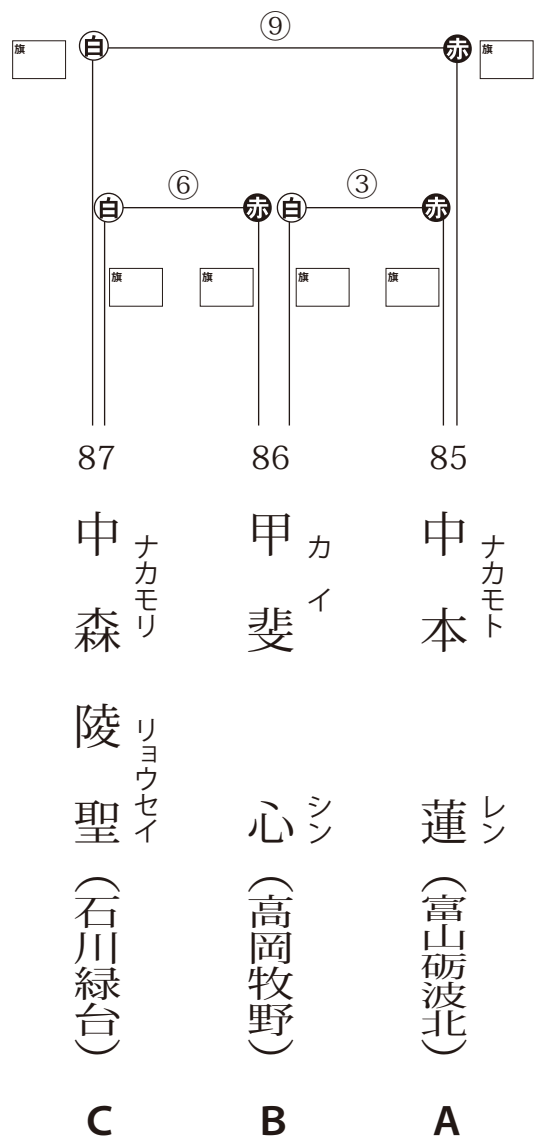 ⑨
旗
白
赤
旗
⑥
③
白
赤
白
赤
旗
旗
旗
旗
85
中本 蓮(富山砺波北)
ナカモト レン
A
86
甲斐 心(高岡牧野)
カイ シン
B
87
中森 陵聖(石川緑台)
ナカモリ リョウセイ
C